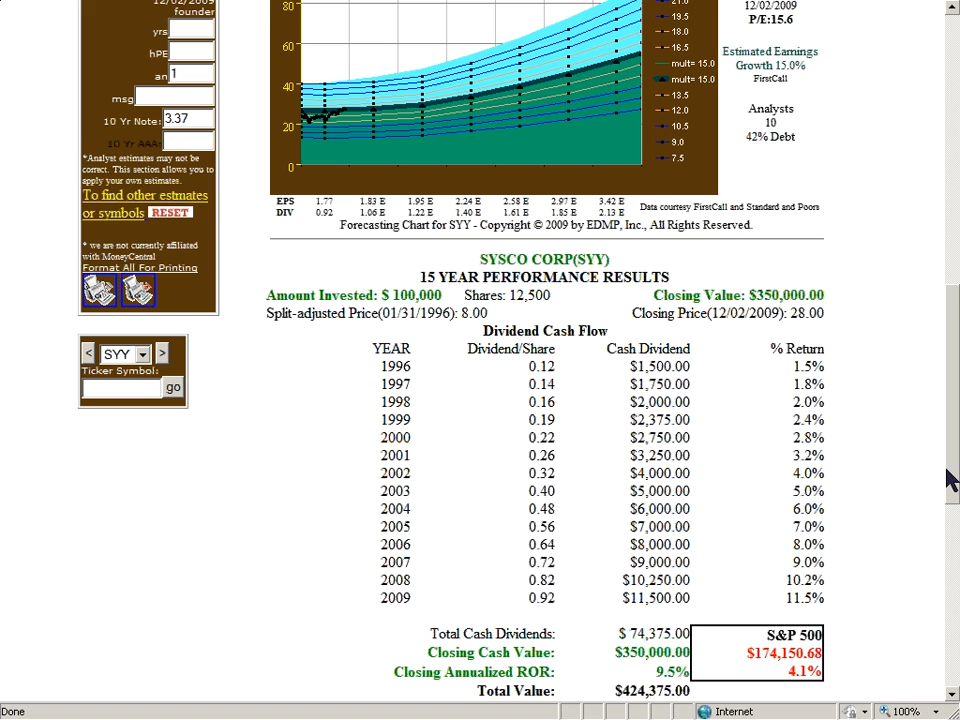 12/02/2009
founder
yrs
hPE
an 1
msg
10 Yr Note: 3.37
10 Yr AAA:
*Analyst estimates may not be
correct. This section allows you to
apply your own estimates.
To find other estmates
or symbols RESET
* we are not currently affiliated
with MoneyCentral
Format All For Printing
< SYY >
Ticker Symbol:
go
80
60
40
20
0
21.0
19.5
18.0
16.5
mult= 15.0
mult= 15.0
13.5
12.0
10.5
9.0
7.5
12/02/2009
P/E:15.6
Estimated Earnings
Growth 15.0%
FirstCall
Analysts
10
42% Debt
EPS 1.77 1.83 E 1.95 E 2.24 E 2.58 E 2.97 E 3.42 E
DIV 0.92 1.06 E 1.22 E 1.40 E 1.61 E 1.85 E 2.13 E
Data courtesy FirstCall and Standard and Poors
Forecasting Chart for SYY - Copyright © 2009 by EDMP, Inc., All Rights Reserved.
SYSCO CORP(SYY)
15 YEAR PERFORMANCE RESULTS
Amount Invested: $ 100,000 Shares: 12,500 Closing Value: $350,000.00
Split-adjusted Price(01/31/1996): 8.00 Closing Price(12/02/2009): 28.00
Dividend Cash Flow
YEAR Dividend/Share Cash Dividend % Return
1996 0.12 $1,500.00 1.5%
1997 0.14 $1,750.00 1.8%
1998 0.16 $2,000.00 2.0%
1999 0.19 $2,375.00 2.4%
2000 0.22 $2,750.00 2.8%
2001 0.26 $3,250.00 3.2%
2002 0.32 $4,000.00 4.0%
2003 0.40 $5,000.00 5.0%
2004 0.48 $6,000.00 6.0%
2005 0.56 $7,000.00 7.0%
2006 0.64 $8,000.00 8.0%
2007 0.72 $9,000.00 9.0%
2008 0.82 $10,250.00 10.2%
2009 0.92 $11,500.00 11.5%
Total Cash Dividends: $ 74,375.00 S&P 500
Closing Cash Value: $350,000.00 $174,150.68
Closing Annualized ROR: 9.5% 4.1%
Total Value: $424,375.00
Done Internet 100%